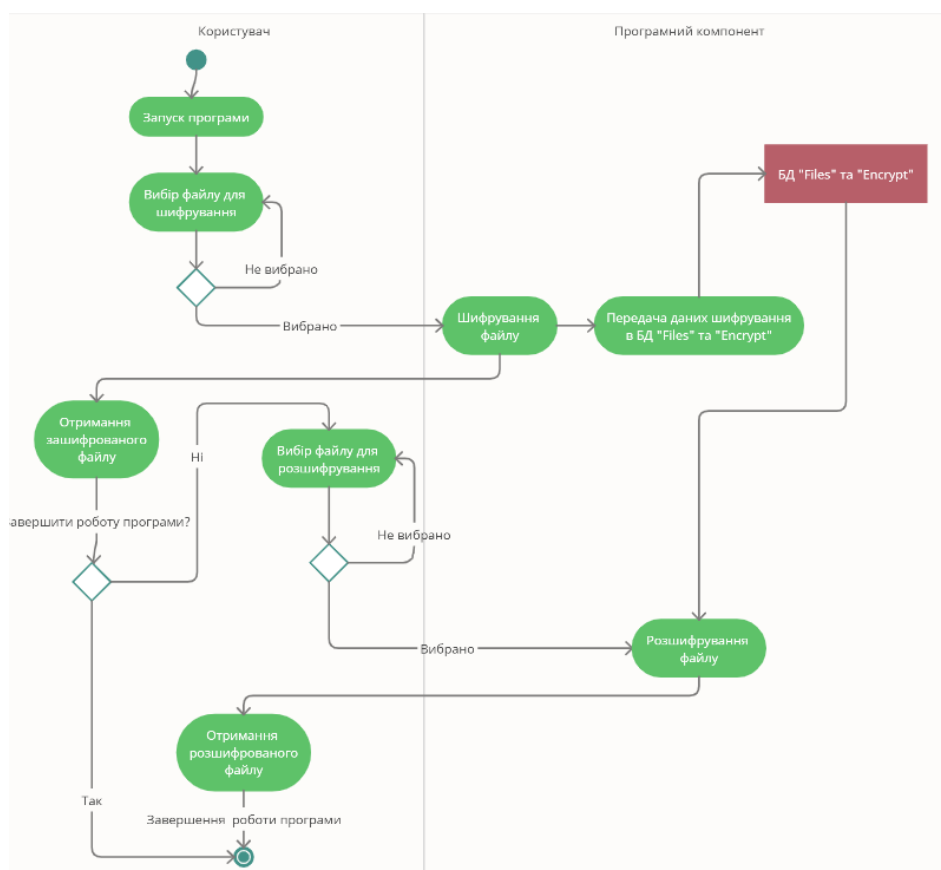 Користувач
Програмний компонент
Запуск програми
БД "Files" та "Encrypt"
Вибір файлу для
шифрування
Не вибрано
Вибрано
Шифрування
файлу
Передача даних шифрування
в БД "Files" та "Encrypt"
Отримання
зашифрованого
файлу
Ні
Вибір файлу для
розшифрування
авершити роботу програми?
Не вибрано
Вибрано
Розшифрування
файлу
Отримання
розшифрованого
файлу
Так
Завершення роботи програми